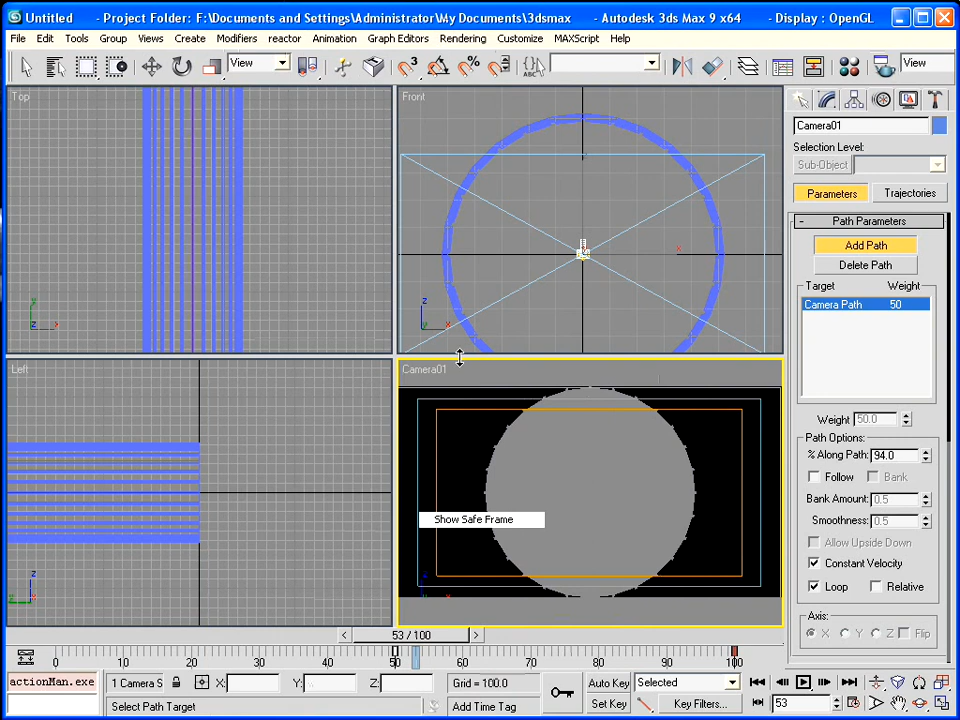 Untitled - Project Folder: F:\Documents and Settings\Administrator\My Documents\3dsmax - Autodesk 3ds Max 9 x64 - Display : OpenGL
File Edit Tools Group Views Create Modifiers reactor Animation Graph Editors Rendering Customize MAXScript Help
View View
Top
Front
Left
Camera01
Show Safe Frame
Camera01
Selection Level:
Sub-Object
Parameters Trajectories
- Path Parameters
Add Path
Delete Path
Target Weight
Camera Path 50
Weight 50.0
Path Options:
% Along Path: 94.0
Follow Bank
Bank Amount: 0.5
Smoothness: 0.5
Allow Upside Down
Constant Velocity
Loop Relative
Axis:
X Y Z Flip
< 53 / 100 >
0 10 20 30 40 50 60 70 80 90 100
actionMan.exe 1 Camera S X: Y: Z: Grid = 100.0 Auto Key Selected
Select Path Target Add Time Tag Set Key Key Filters... 53